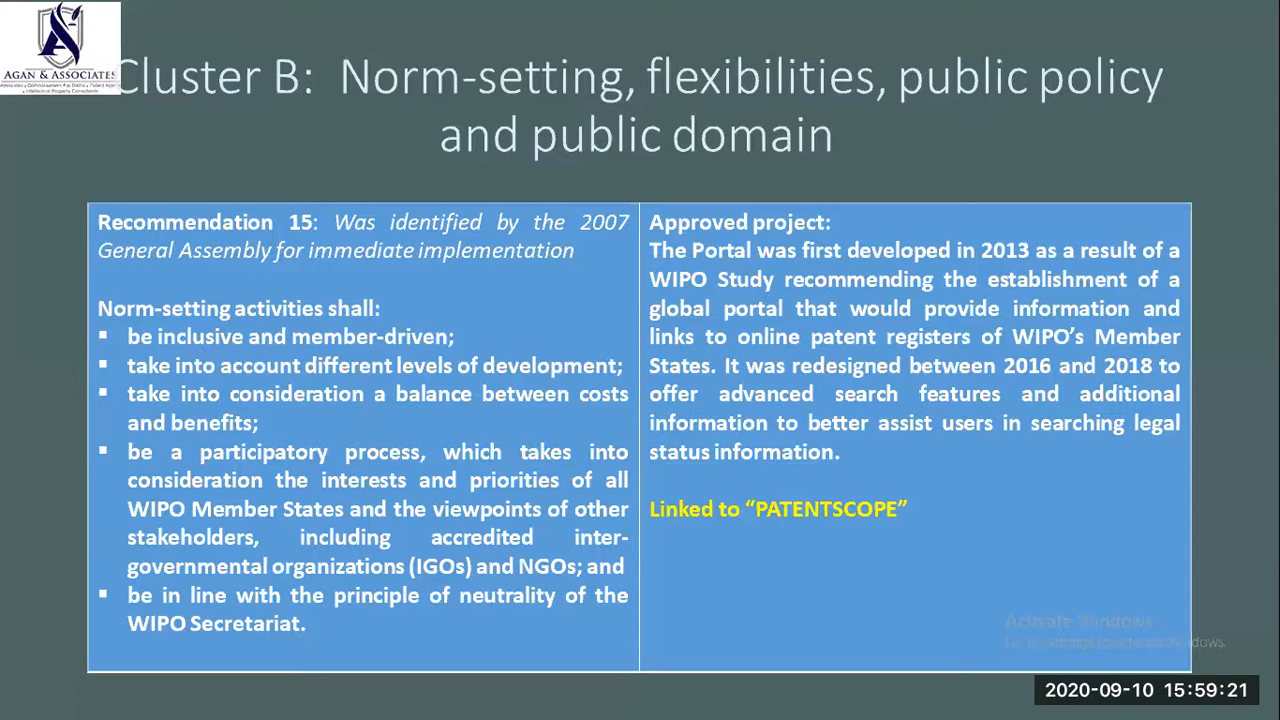 AGAN & ASSOCIATES
Cluster B: Norm-setting, flexibilities, public policy
and public domain
Recommendation 15: Was identified by the 2007
General Assembly for immediate implementation
Norm-setting activities shall:
▪ be inclusive and member-driven;
▪ take into account different levels of development;
▪ take into consideration a balance between costs
and benefits;
▪ be a participatory process, which takes into
consideration the interests and priorities of all
WIPO Member States and the viewpoints of other
stakeholders, including accredited inter-
governmental organizations (IGOs) and NGOs; and
▪ be in line with the principle of neutrality of the
WIPO Secretariat.
Approved project:
The Portal was first developed in 2013 as a result of a
WIPO Study recommending the establishment of a
global portal that would provide information and
links to online patent registers of WIPO’s Member
States. It was redesigned between 2016 and 2018 to
offer advanced search features and additional
information to better assist users in searching legal
status information.
Linked to “PATENTSCOPE”
Activate Windows
2020-09-10 15:59:21